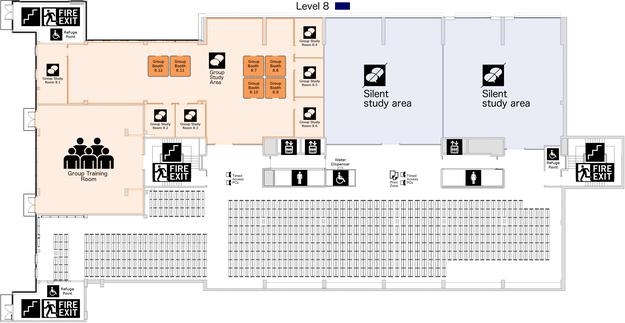 Level 8
FIRE
EXIT
Refuge
Point
Group Study
Room 8.1
Group
Booth
8.12
Group
Booth
8.11
Group
Study
Area
Group
Booth
8.7
Group
Booth
8.8
Group
Booth
8.10
Group
Booth
8.9
Group Study
Room 8.4
Group Study
Room 8.5
Group Study
Room 8.6
Group Study
Room 8.2
Group Study
Room 8.3
Silent
study area
Silent
study area
Group Training
Room
FIRE
EXIT
Timed
Access
PCs
Water
Dispenser
Timed
Access
PCs
Refuge
Point
FIRE
EXIT
Refuge
Point
FIRE
EXIT